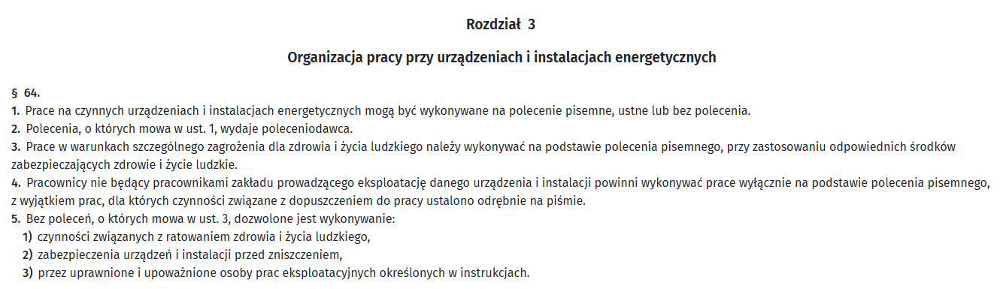 Rozdział 3
Organizacja pracy przy urządzeniach i instalacjach energetycznych
§ 64.
1. Prace na czynnych urządzeniach i instalacjach energetycznych mogą być wykonywane na polecenie pisemne, ustne lub bez polecenia.
2. Polecenia, o których mowa w ust. 1, wydaje poleceniodawca.
3. Prace w warunkach szczególnego zagrożenia dla zdrowia i życia ludzkiego należy wykonywać na podstawie polecenia pisemnego, przy zastosowaniu odpowiednich środków
zabezpieczających zdrowie i życie ludzkie.
4. Pracownicy nie będący pracownikami zakładu prowadzącego eksploatację danego urządzenia i instalacji powinni wykonywać prace wyłącznie na podstawie polecenia pisemnego,
z wyjątkiem prac, dla których czynności związane z dopuszczeniem do pracy ustalono odrębnie na piśmie.
5. Bez poleceń, o których mowa w ust. 3, dozwolone jest wykonywanie:
1) czynności związanych z ratowaniem zdrowia i życia ludzkiego,
2) zabezpieczenia urządzeń i instalacji przed zniszczeniem,
3) przez uprawnione i upoważnione osoby prac eksploatacyjnych określonych w instrukcjach.